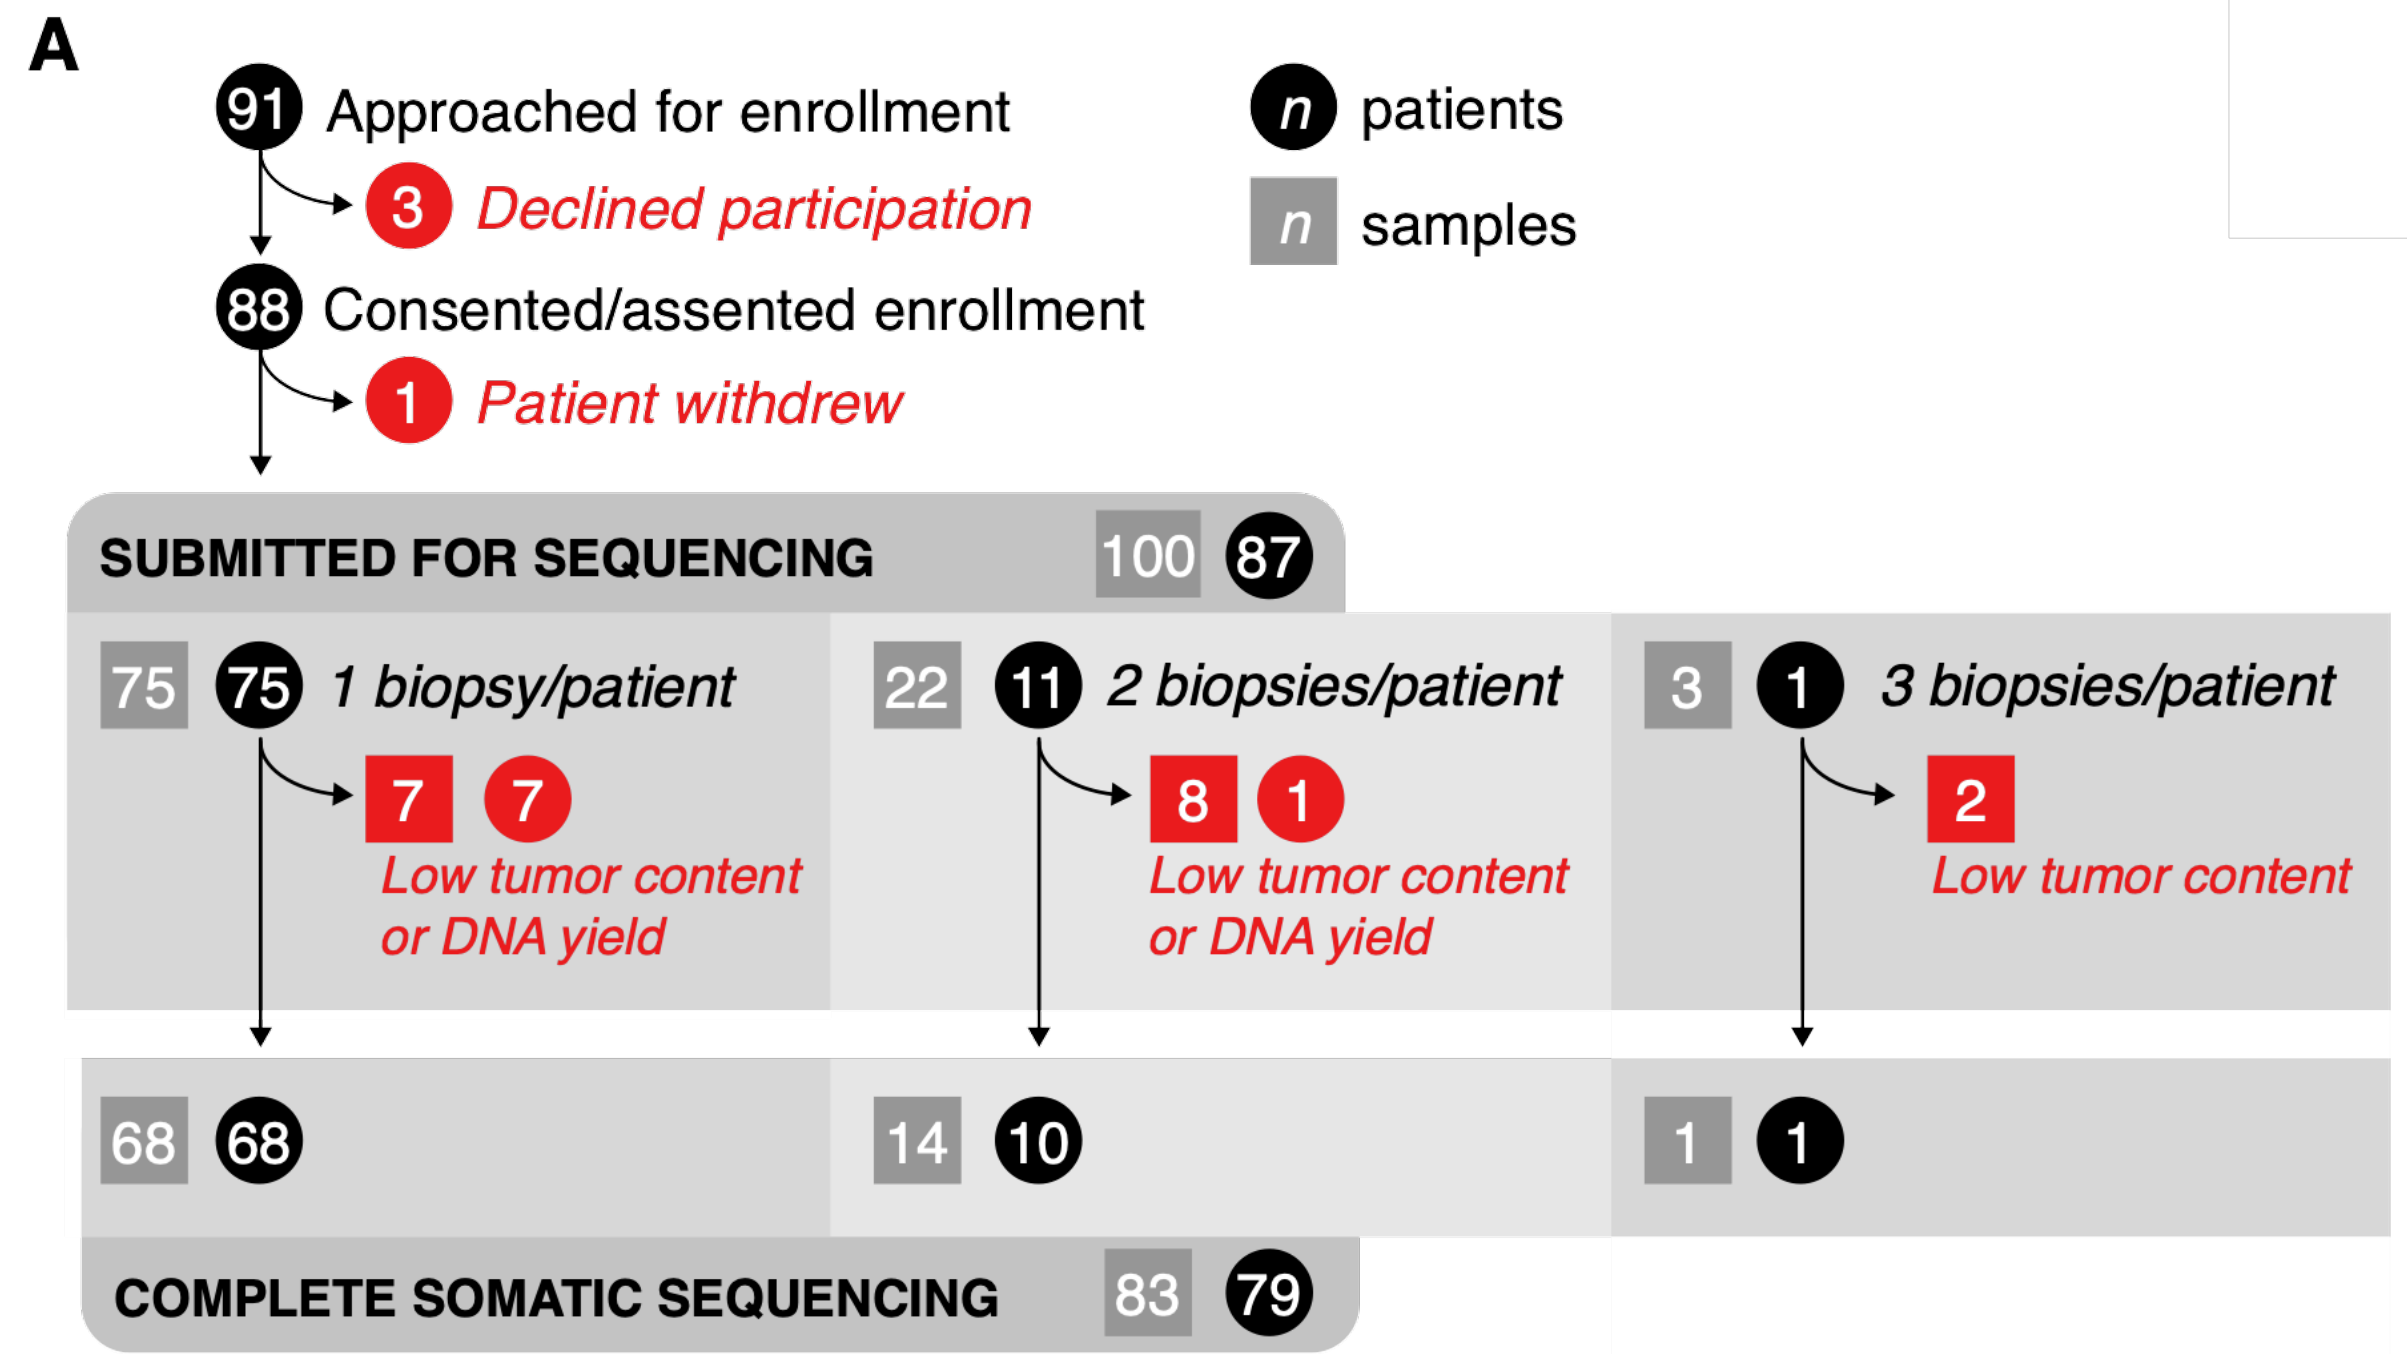 A
91 Approached for enrollment
n patients
3 Declined participation
n samples
88 Consented/assented enrollment
1 Patient withdrew
SUBMITTED FOR SEQUENCING 100 87
75 75 1 biopsy/patient
22 11 2 biopsies/patient
3 1 3 biopsies/patient
7 7
Low tumor content
or DNA yield
8 1
Low tumor content
or DNA yield
2
Low tumor content
68 68
14 10
1 1
COMPLETE SOMATIC SEQUENCING 83 79